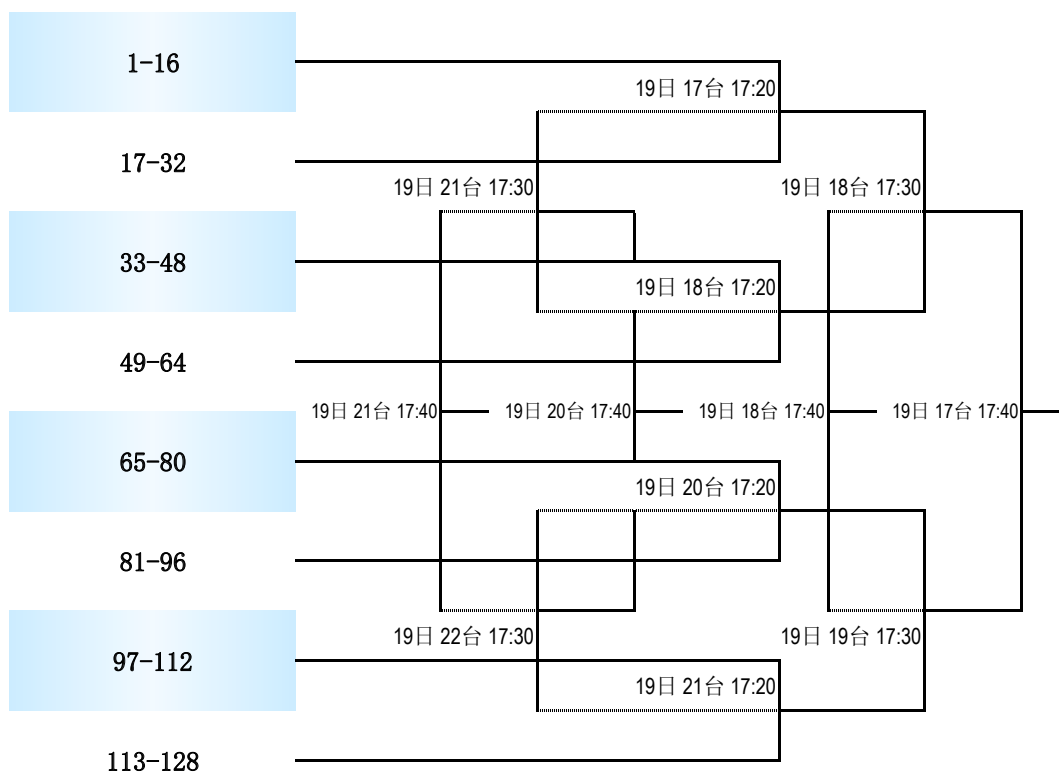 1-16
19日 17台 17:20
17-32
19日 21台 17:30
19日 18台 17:30
33-48
19日 18台 17:20
49-64
19日 21台 17:40
19日 20台 17:40
19日 18台 17:40
19日 17台 17:40
65-80
19日 20台 17:20
81-96
19日 22台 17:30
19日 19台 17:30
97-112
19日 21台 17:20
113-128